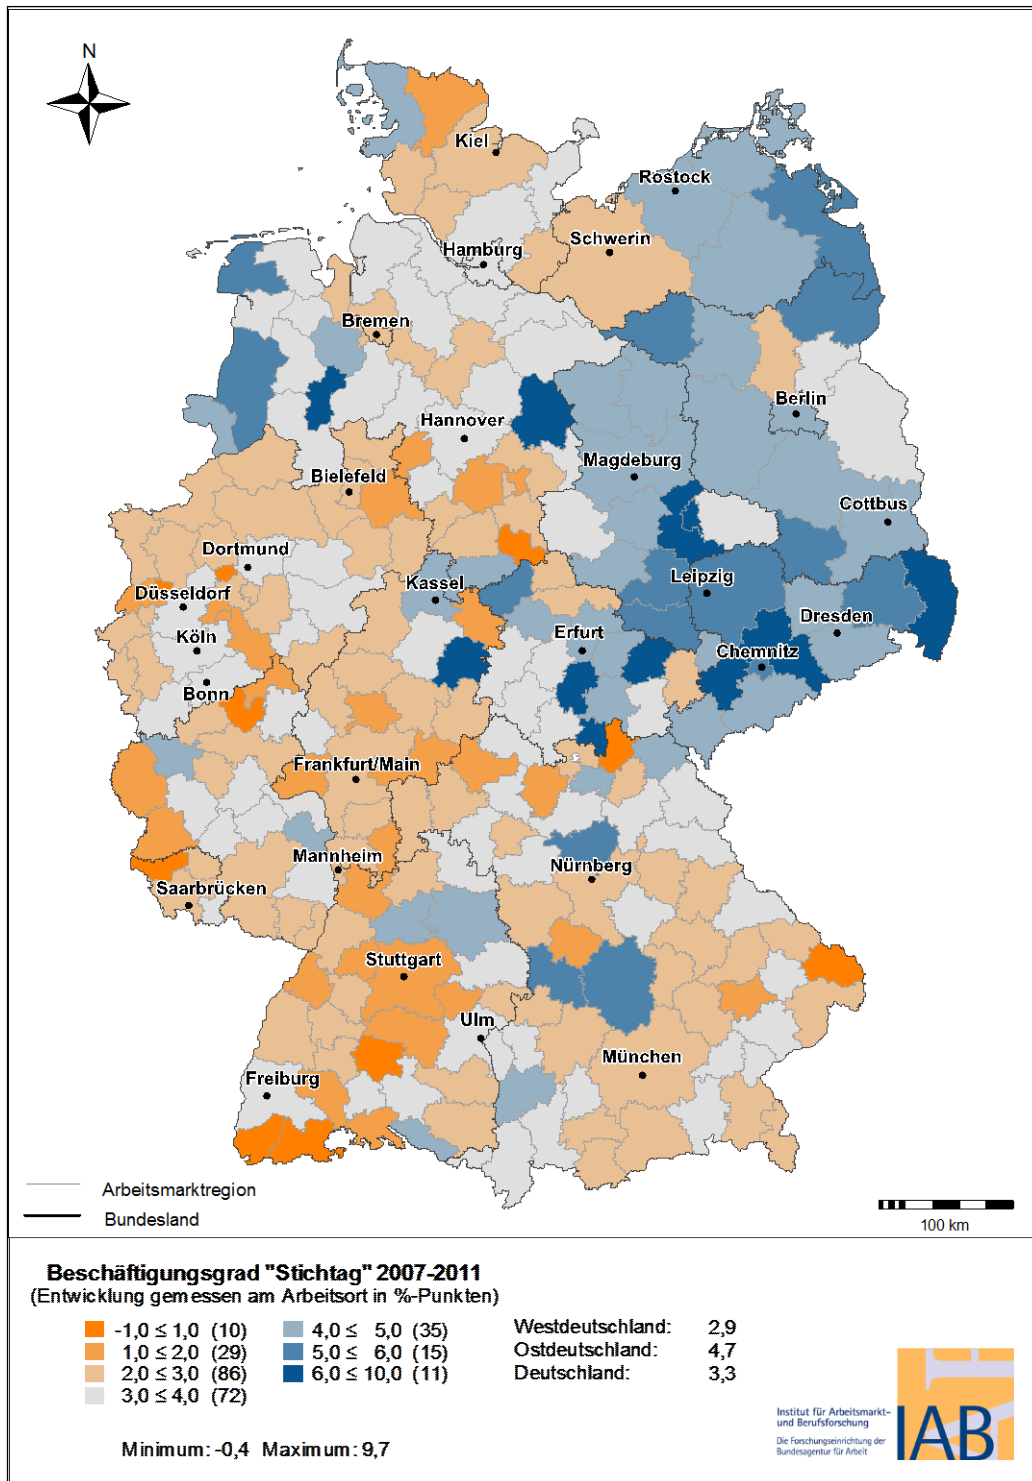 N
Kiel
Rostock
Schwerin
Hamburg
Bremen
Berlin
Hannover
Magdeburg
Bielefeld
Cottbus
Dortmund
Kassel
Leipzig
Düsseldorf
Dresden
Köln
Erfurt
Chemnitz
Bonn
Frankfurt/Main
Mannheim
Nürnberg
Saarbrücken
Stuttgart
Ulm
München
Freiburg
Arbeitsmarktregion
Bundesland
100 km
Beschäftigungsgrad "Stichtag" 2007-2011
(Entwicklung gemessen am Arbeitsort in %-Punkten)
-1,0 ≤ 1,0 (10)
1,0 ≤ 2,0 (29)
2,0 ≤ 3,0 (86)
3,0 ≤ 4,0 (72)
4,0 ≤ 5,0 (35)
5,0 ≤ 6,0 (15)
6,0 ≤ 10,0 (11)
Westdeutschland: 2,9
Ostdeutschland: 4,7
Deutschland: 3,3
Minimum: -0,4 Maximum: 9,7
Institut für Arbeitsmarkt-
und Berufsforschung
Die Forschungseinrichtung der
Bundesagentur für Arbeit
IAB